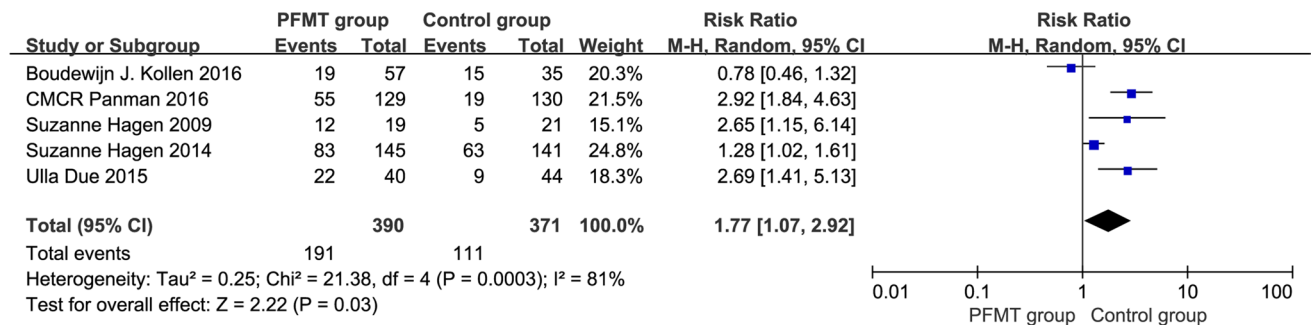 PFMT group Control group Risk Ratio Risk Ratio
Study or Subgroup Events Total Events Total Weight M-H, Random, 95% CI M-H, Random, 95% CI
Boudewijn J. Kollen 2016 19 57 15 35 20.3% 0.78 [0.46, 1.32]
CMCR Panman 2016 55 129 19 130 21.5% 2.92 [1.84, 4.63]
Suzanne Hagen 2009 12 19 5 21 15.1% 2.65 [1.15, 6.14]
Suzanne Hagen 2014 83 145 63 141 24.8% 1.28 [1.02, 1.61]
Ulla Due 2015 22 40 9 44 18.3% 2.69 [1.41, 5.13]
Total (95% CI) 390 371 100.0% 1.77 [1.07, 2.92]
Total events 191 111
Heterogeneity: Tau² = 0.25; Chi² = 21.38, df = 4 (P = 0.0003); I² = 81%
Test for overall effect: Z = 2.22 (P = 0.03)
0.01 0.1 1 10 100
PFMT group Control group